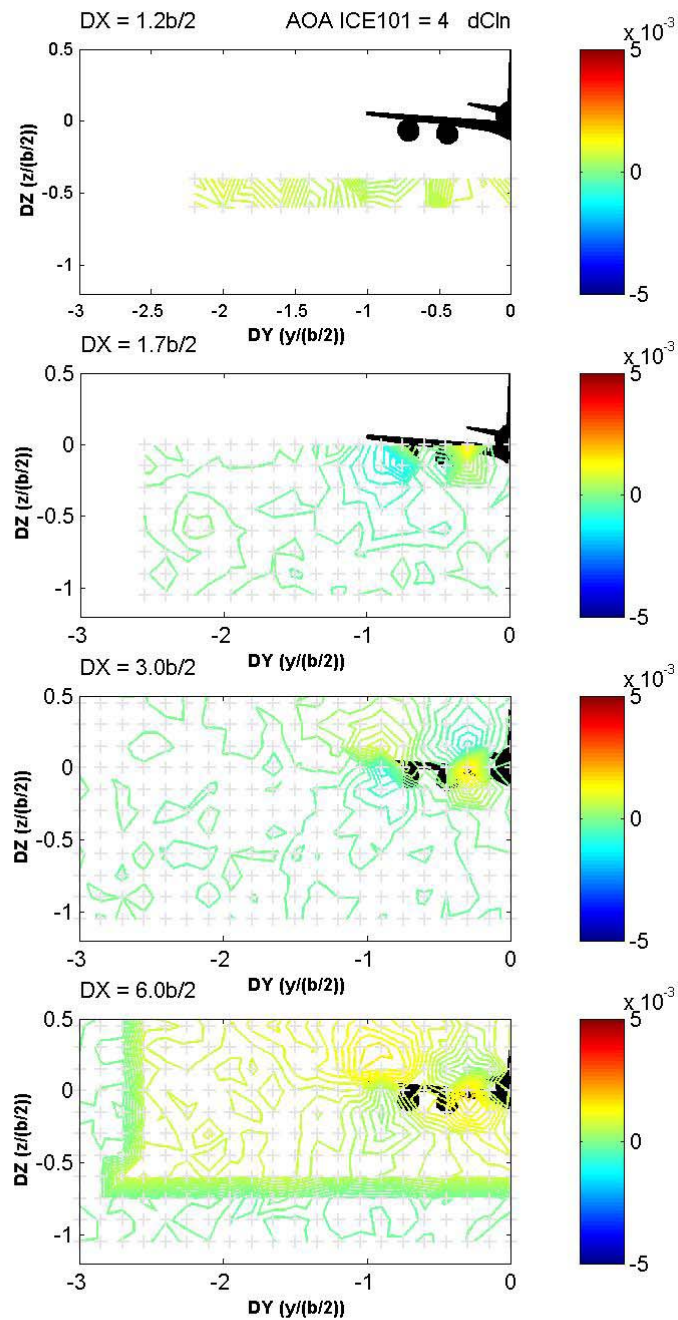 DX = 1.2b/2 AOA ICE101 = 4 dCln
x 10⁻³
0.5 5
0 0
-0.5
-1
-5
-3 -2.5 -2 -1.5 -1 -0.5 0
DZ (z/(b/2))
DY (y/(b/2))
DX = 1.7b/2
x 10⁻³
0.5 5
0 0
-0.5
-1
-5
-3 -2 -1 0
DZ (z/(b/2))
DY (y/(b/2))
DX = 3.0b/2
x 10⁻³
0.5 5
0 0
-0.5
-1
-5
-3 -2 -1 0
DZ (z/(b/2))
DY (y/(b/2))
DX = 6.0b/2
x 10⁻³
0.5 5
0 0
-0.5
-1
-5
-3 -2 -1 0
DZ (z/(b/2))
DY (y/(b/2))